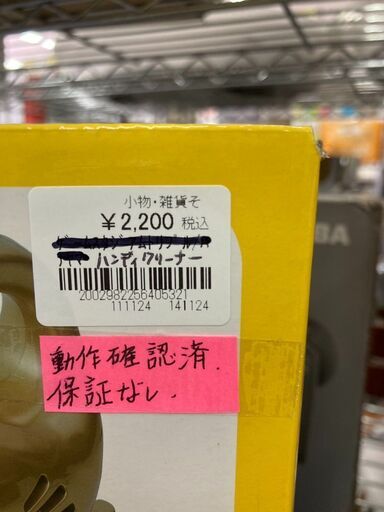 小物・雑貨そ
¥2,200 税込
ハンディクリーナー
2002982256405321
111124 141124
動作確認済.
保証なし.
BA